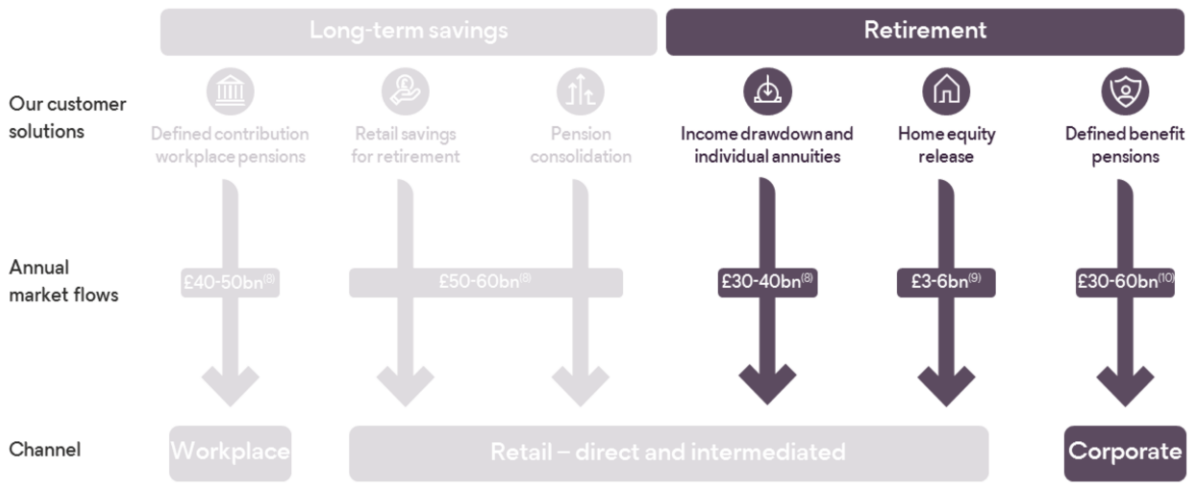 Long-term savings
Retirement
Our customer
solutions
Defined contribution
workplace pensions
Retail savings
for retirement
Pension
consolidation
Income drawdown and
individual annuities
Home equity
release
Defined benefit
pensions
Annual
market flows
£40-50bn(8)
£50-60bn(8)
£30-40bn(8)
£3-6bn(9)
£30-60bn(10)
Channel
Workplace
Retail – direct and intermediated
Corporate